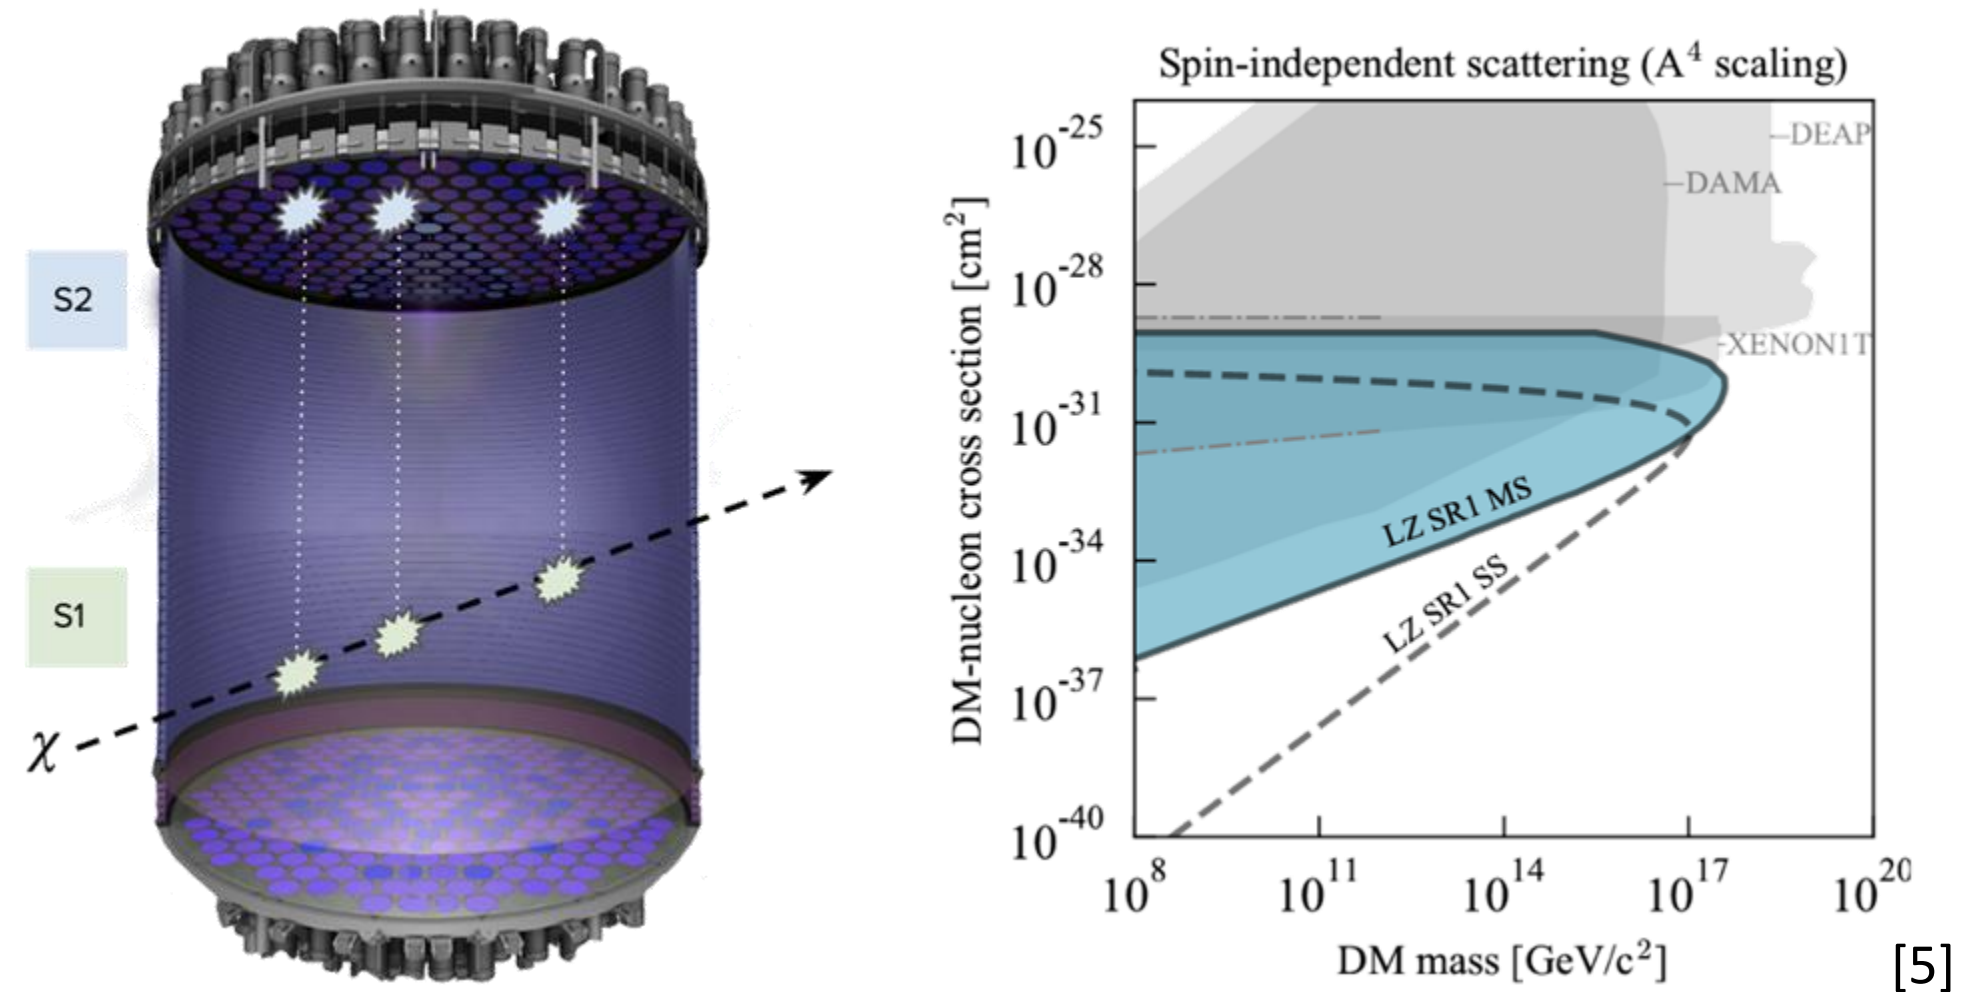 S2
S1
χ
Spin-independent scattering (A⁴ scaling)
DM-nucleon cross section [cm²]
10⁻²⁵
10⁻²⁸
10⁻³¹
10⁻³⁴
10⁻³⁷
10⁻⁴⁰
DEAP
DAMA
XENON1T
LZ SR1 MS
LZ SR1 SS
10⁸ 10¹¹ 10¹⁴ 10¹⁷ 10²⁰
DM mass [GeV/c²]
[5]